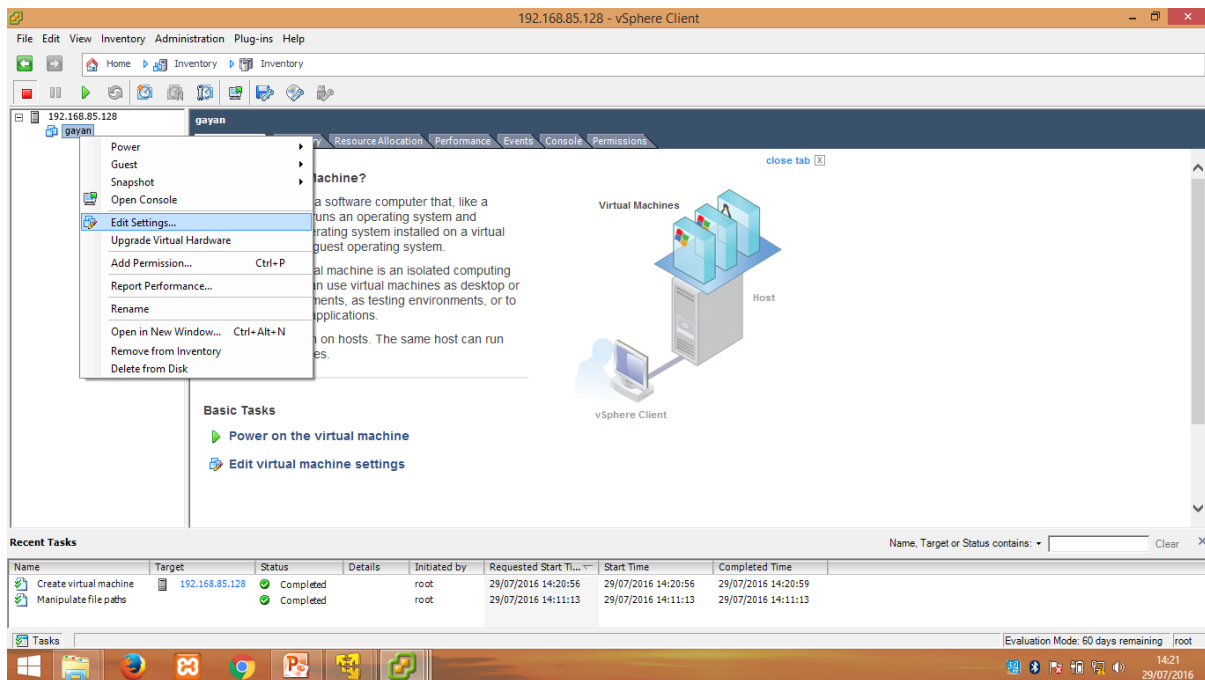 192.168.85.128 - vSphere Client
File Edit View Inventory Administration Plug-ins Help
Home Inventory Inventory
192.168.85.128
gayan
gayan
Resource Allocation Performance Events Console Permissions
close tab X
Power
Guest
Snapshot
Open Console
Edit Settings...
Upgrade Virtual Hardware
Add Permission... Ctrl+P
Report Performance...
Rename
Open in New Window... Ctrl+Alt+N
Remove from Inventory
Delete from Disk
Machine?
a software computer that, like a
runs an operating system and
erating system installed on a virtual
guest operating system.
al machine is an isolated computing
an use virtual machines as desktop or
ments, as testing environments, or to
applications.
on hosts. The same host can run
es.
Virtual Machines
Host
vSphere Client
Basic Tasks
Power on the virtual machine
Edit virtual machine settings
Recent Tasks
Name, Target or Status contains:
Clear
Name Target Status Details Initiated by Requested Start Ti... Start Time Completed Time
Create virtual machine 192.168.85.128 Completed root 29/07/2016 14:20:56 29/07/2016 14:20:56 29/07/2016 14:20:59
Manipulate file paths Completed root 29/07/2016 14:11:13 29/07/2016 14:11:13 29/07/2016 14:11:13
Tasks
Evaluation Mode: 60 days remaining root
14:21
29/07/2016